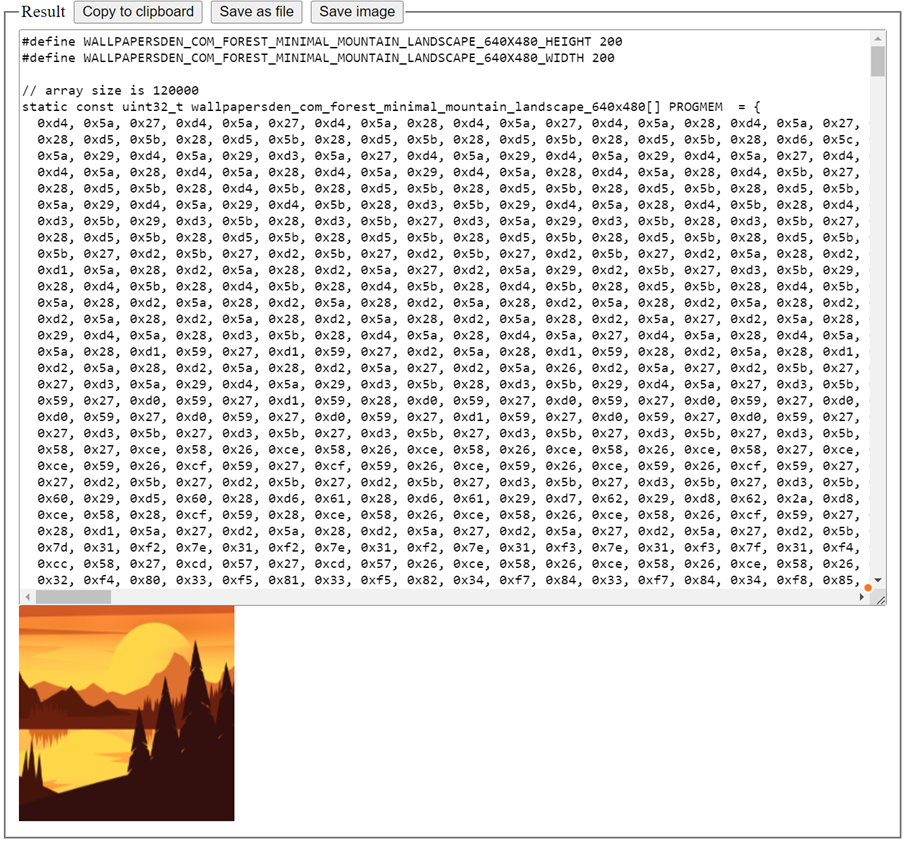 Result Copy to clipboard Save as file Save image
#define WALLPAPERSDEN_COM_FOREST_MINIMAL_MOUNTAIN_LANDSCAPE_640X480_HEIGHT 200
#define WALLPAPERSDEN_COM_FOREST_MINIMAL_MOUNTAIN_LANDSCAPE_640X480_WIDTH 200
// array size is 120000
static const uint32_t wallpapersden_com_forest_minimal_mountain_landscape_640x480[] PROGMEM  = {
0xd4, 0x5a, 0x27, 0xd4, 0x5a, 0x27, 0xd4, 0x5a, 0x28, 0xd4, 0x5a, 0x27, 0xd4, 0x5a, 0x28, 0xd4, 0x5a, 0x27,
0x28, 0xd5, 0x5b, 0x28, 0xd5, 0x5b, 0x28, 0xd5, 0x5b, 0x28, 0xd5, 0x5b, 0x28, 0xd5, 0x5b, 0x28, 0xd6, 0x5c,
0x5a, 0x29, 0xd4, 0x5a, 0x29, 0xd3, 0x5a, 0x27, 0xd4, 0x5a, 0x29, 0xd4, 0x5a, 0x29, 0xd4, 0x5a, 0x27, 0xd4,
0xd4, 0x5a, 0x28, 0xd4, 0x5a, 0x28, 0xd4, 0x5a, 0x29, 0xd4, 0x5a, 0x28, 0xd4, 0x5a, 0x28, 0xd4, 0x5b, 0x27,
0x28, 0xd5, 0x5b, 0x28, 0xd4, 0x5b, 0x28, 0xd5, 0x5b, 0x28, 0xd5, 0x5b, 0x28, 0xd5, 0x5b, 0x28, 0xd5, 0x5b,
0x5a, 0x29, 0xd4, 0x5a, 0x29, 0xd4, 0x5b, 0x28, 0xd3, 0x5b, 0x29, 0xd4, 0x5a, 0x28, 0xd4, 0x5b, 0x28, 0xd4,
0xd3, 0x5b, 0x29, 0xd3, 0x5b, 0x28, 0xd3, 0x5b, 0x27, 0xd3, 0x5a, 0x29, 0xd3, 0x5b, 0x28, 0xd3, 0x5b, 0x27,
0x28, 0xd5, 0x5b, 0x28, 0xd5, 0x5b, 0x28, 0xd5, 0x5b, 0x28, 0xd5, 0x5b, 0x28, 0xd5, 0x5b, 0x28, 0xd5, 0x5b,
0x5b, 0x27, 0xd2, 0x5b, 0x27, 0xd2, 0x5b, 0x27, 0xd2, 0x5b, 0x27, 0xd2, 0x5b, 0x27, 0xd2, 0x5a, 0x28, 0xd2,
0xd1, 0x5a, 0x28, 0xd2, 0x5a, 0x28, 0xd2, 0x5a, 0x27, 0xd2, 0x5a, 0x29, 0xd2, 0x5b, 0x27, 0xd3, 0x5b, 0x29,
0x28, 0xd4, 0x5b, 0x28, 0xd4, 0x5b, 0x28, 0xd4, 0x5b, 0x28, 0xd4, 0x5b, 0x28, 0xd5, 0x5b, 0x28, 0xd4, 0x5b,
0x5a, 0x28, 0xd2, 0x5a, 0x28, 0xd2, 0x5a, 0x28, 0xd2, 0x5a, 0x28, 0xd2, 0x5a, 0x28, 0xd2, 0x5a, 0x28, 0xd2,
0xd2, 0x5a, 0x28, 0xd2, 0x5a, 0x28, 0xd2, 0x5a, 0x28, 0xd2, 0x5a, 0x28, 0xd2, 0x5a, 0x27, 0xd2, 0x5a, 0x28,
0x29, 0xd4, 0x5a, 0x28, 0xd3, 0x5b, 0x28, 0xd4, 0x5a, 0x28, 0xd4, 0x5a, 0x27, 0xd4, 0x5a, 0x28, 0xd4, 0x5a,
0x5a, 0x28, 0xd1, 0x59, 0x27, 0xd1, 0x59, 0x27, 0xd2, 0x5a, 0x28, 0xd1, 0x59, 0x28, 0xd2, 0x5a, 0x28, 0xd1,
0xd2, 0x5a, 0x28, 0xd2, 0x5a, 0x28, 0xd2, 0x5a, 0x27, 0xd2, 0x5a, 0x26, 0xd2, 0x5a, 0x27, 0xd2, 0x5b, 0x27,
0x27, 0xd3, 0x5a, 0x29, 0xd4, 0x5a, 0x29, 0xd3, 0x5b, 0x28, 0xd3, 0x5b, 0x29, 0xd4, 0x5a, 0x27, 0xd3, 0x5b,
0x59, 0x27, 0xd0, 0x59, 0x27, 0xd1, 0x59, 0x28, 0xd0, 0x59, 0x27, 0xd0, 0x59, 0x27, 0xd0, 0x59, 0x27, 0xd0,
0xd0, 0x59, 0x27, 0xd0, 0x59, 0x27, 0xd0, 0x59, 0x27, 0xd1, 0x59, 0x27, 0xd0, 0x59, 0x27, 0xd0, 0x59, 0x27,
0x27, 0xd3, 0x5b, 0x27, 0xd3, 0x5b, 0x27, 0xd3, 0x5b, 0x27, 0xd3, 0x5b, 0x27, 0xd3, 0x5b, 0x27, 0xd3, 0x5b,
0x58, 0x27, 0xce, 0x58, 0x26, 0xce, 0x58, 0x26, 0xce, 0x58, 0x26, 0xce, 0x58, 0x26, 0xce, 0x58, 0x27, 0xce,
0xce, 0x59, 0x26, 0xcf, 0x59, 0x27, 0xcf, 0x59, 0x26, 0xce, 0x59, 0x26, 0xce, 0x59, 0x26, 0xcf, 0x59, 0x27,
0x27, 0xd2, 0x5b, 0x27, 0xd2, 0x5b, 0x27, 0xd2, 0x5b, 0x27, 0xd3, 0x5b, 0x27, 0xd3, 0x5b, 0x27, 0xd3, 0x5b,
0x60, 0x29, 0xd5, 0x60, 0x28, 0xd6, 0x61, 0x28, 0xd6, 0x61, 0x29, 0xd7, 0x62, 0x29, 0xd8, 0x62, 0x2a, 0xd8,
0xce, 0x58, 0x28, 0xcf, 0x59, 0x28, 0xce, 0x58, 0x26, 0xce, 0x58, 0x26, 0xce, 0x58, 0x26, 0xcf, 0x59, 0x27,
0x28, 0xd1, 0x5a, 0x27, 0xd2, 0x5a, 0x28, 0xd2, 0x5a, 0x27, 0xd2, 0x5a, 0x27, 0xd2, 0x5a, 0x27, 0xd2, 0x5b,
0x7d, 0x31, 0xf2, 0x7e, 0x31, 0xf2, 0x7e, 0x31, 0xf2, 0x7e, 0x31, 0xf3, 0x7e, 0x31, 0xf3, 0x7f, 0x31, 0xf4,
0xcc, 0x58, 0x27, 0xcd, 0x57, 0x27, 0xcd, 0x57, 0x26, 0xce, 0x58, 0x26, 0xce, 0x58, 0x26, 0xce, 0x58, 0x26,
0x32, 0xf4, 0x80, 0x33, 0xf5, 0x81, 0x33, 0xf5, 0x82, 0x34, 0xf7, 0x84, 0x33, 0xf7, 0x84, 0x34, 0xf8, 0x85,